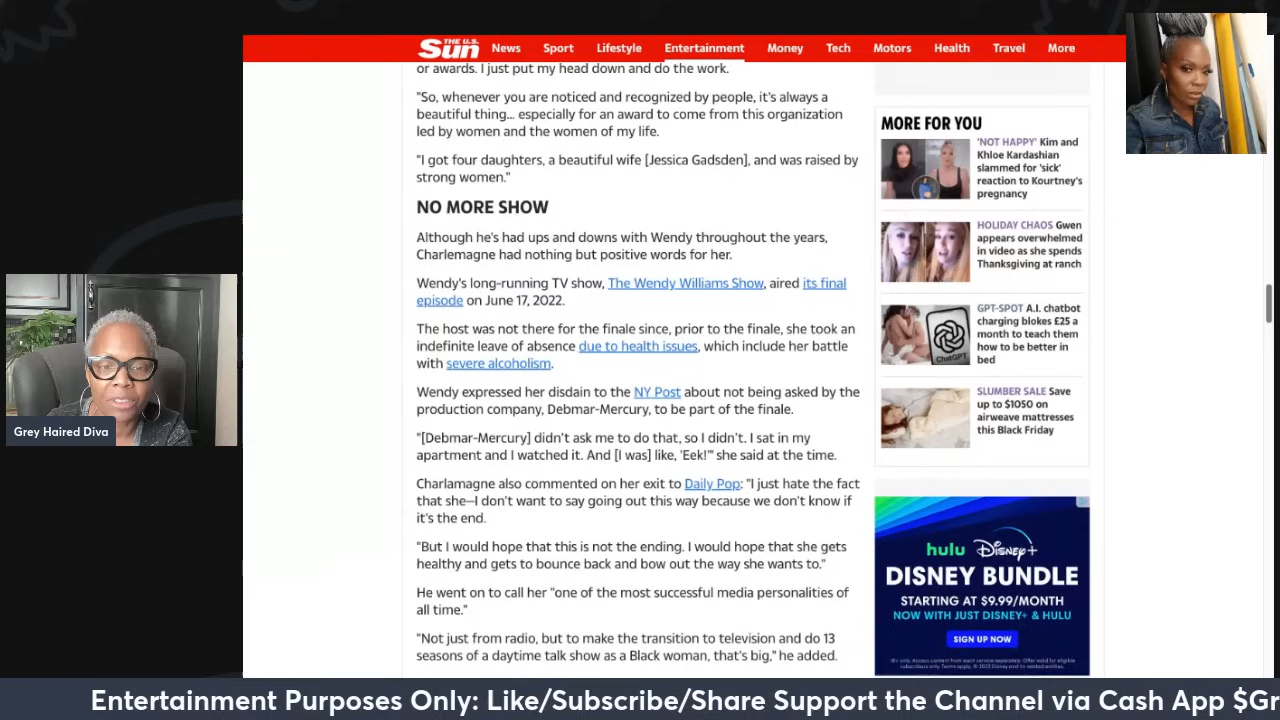 THE U.S.
Sun
News Sport Lifestyle Entertainment Money Tech Motors Health Travel More
or awards. I just put my head down and do the work.
"So, whenever you are noticed and recognized by people, it's always a
beautiful thing... especially for an award to come from this organization
led by women and the women of my life.
"I got four daughters, a beautiful wife [Jessica Gadsden], and was raised by
strong women."
NO MORE SHOW
Although he's had ups and downs with Wendy throughout the years,
Charlemagne had nothing but positive words for her.
Wendy's long-running TV show, The Wendy Williams Show, aired its final
episode on June 17, 2022.
The host was not there for the finale since, prior to the finale, she took an
indefinite leave of absence due to health issues, which include her battle
with severe alcoholism.
Wendy expressed her disdain to the NY Post about not being asked by the
production company, Debmar-Mercury, to be part of the finale.
"[Debmar-Mercury] didn't ask me to do that, so I didn't. I sat in my
apartment and I watched it. And [I was] like, 'Eek!'" she said at the time.
Charlamagne also commented on her exit to Daily Pop: "I just hate the fact
that she—I don't want to say going out this way because we don't know if
it's the end.
"But I would hope that this is not the ending. I would hope that she gets
healthy and gets to bounce back and bow out the way she wants to."
He went on to call her "one of the most successful media personalities of
all time."
"Not just from radio, but to make the transition to television and do 13
seasons of a daytime talk show as a Black woman, that's big," he added.
MORE FOR YOU
'NOT HAPPY' Kim and
Khloe Kardashian
slammed for 'sick'
reaction to Kourtney's
pregnancy
HOLIDAY CHAOS Gwen
appears overwhelmed
in video as she spends
Thanksgiving at ranch
GPT-SPOT A.I. chatbot
charging blokes £25 a
month to teach them
how to be better in
bed
ChatGPT
SLUMBER SALE Save
up to $1050 on
airweave mattresses
this Black Friday
hulu Disney+
DISNEY BUNDLE
STARTING AT $9.99/MONTH
NOW WITH JUST DISNEY+ & HULU
SIGN UP NOW
Grey Haired Diva
Entertainment Purposes Only: Like/Subscribe/Share Support the Channel via Cash App $Gr